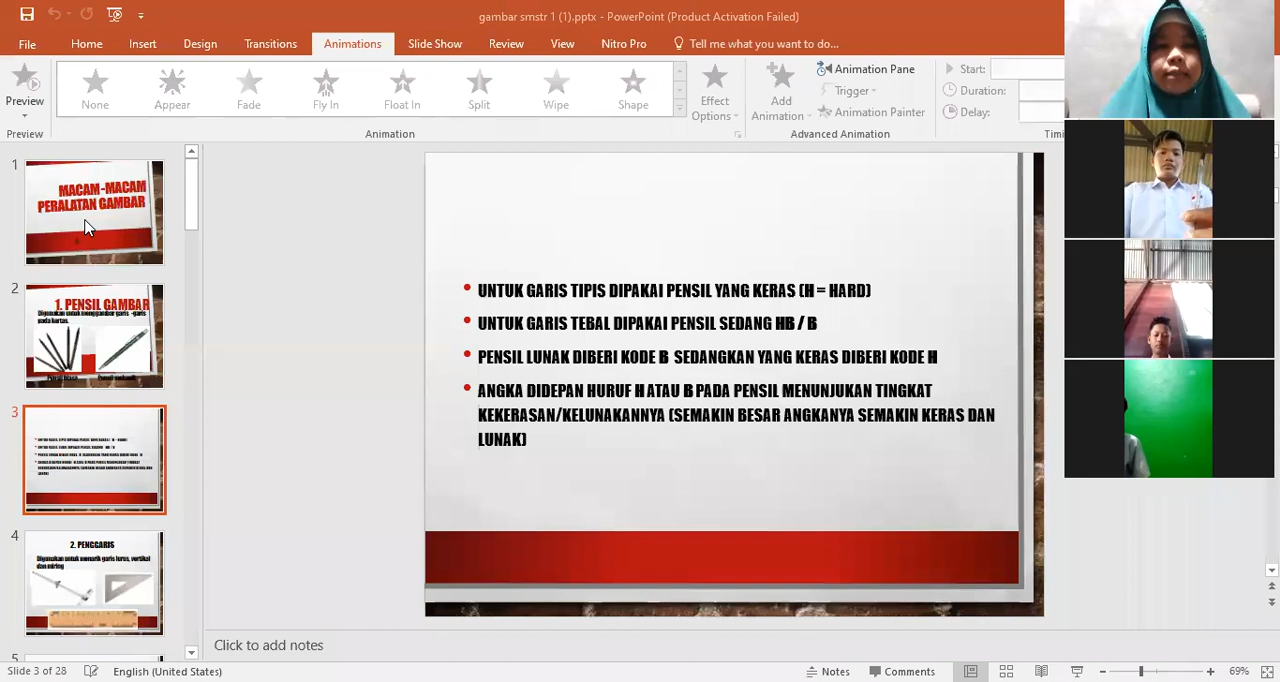 gambar smstr 1 (1).pptx - PowerPoint (Product Activation Failed)
File Home Insert Design Transitions Animations Slide Show Review View Nitro Pro Tell me what you want to do...
Preview
None Appear Fade Fly In Float In Split Wipe Shape
Effect
Options
Add
Animation
Animation Pane
Trigger
Animation Painter
Start:
Duration:
Delay:
Preview
Animation
Advanced Animation
1
MACAM-MACAM
PERALATAN GAMBAR
2
1. PENSIL GAMBAR
Digunakan untuk menggambar garis -garis
pada kertas.
3
4
2. PENGGARIS
Digunakan untuk menarik garis lurus, vertikal
dan miring
5
• UNTUK GARIS TIPIS DIPAKAI PENSIL YANG KERAS (H = HARD)
• UNTUK GARIS TEBAL DIPAKAI PENSIL SEDANG HB / B
• PENSIL LUNAK DIBERI KODE B SEDANGKAN YANG KERAS DIBERI KODE H
• ANGKA DIDEPAN HURUF H ATAU B PADA PENSIL MENUNJUKAN TINGKAT
KEKERASAN/KELUNAKANNYA (SEMAKIN BESAR ANGKANYA SEMAKIN KERAS DAN
LUNAK)
Click to add notes
Slide 3 of 28 English (United States) Notes Comments 69%